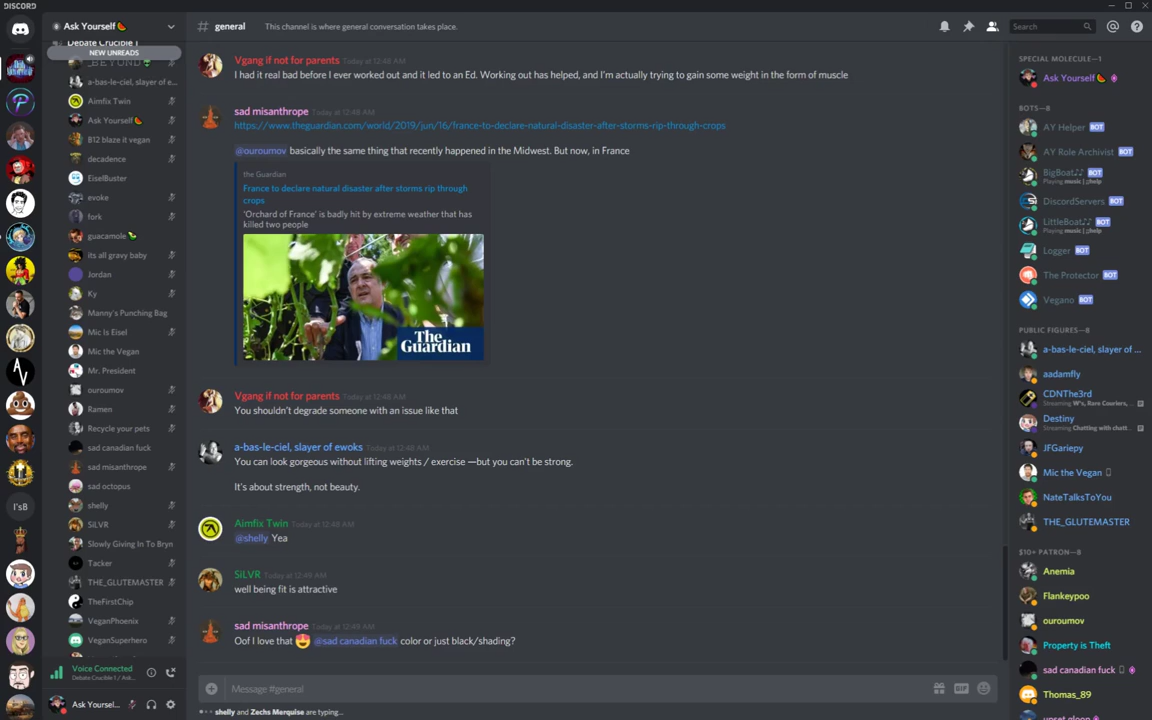 DISCORD
Ask Yourself
Debate Crucible 1
NEW UNREADS
_BEYOND
a-bas-le-ciel, slayer of e...
Aimfix Twin
Ask Yourself
B12 blaze it vegan
decadence
EiselBuster
evoke
fork
guacamole
its all gravy baby
Jordan
Ky
Manny's Punching Bag
Mic Is Eisel
Mic the Vegan
Mr. President
ouroumov
Ramen
Recycle your pets
sad canadian fuck
sad misanthrope
sad octopus
shelly
SiLVR
Slowly Giving In To Bryn
Tacker
THE_GLUTEMASTER
TheFirstChip
VeganPhoenix
VeganSuperhero
Voice Connected
Debate Crucible 1 / Ask...
Ask Yoursel...
I'sB
# general
This channel is where general conversation takes place.
Search
Vgang if not for parents Today at 12:48 AM
I had it real bad before I ever worked out and it led to an Ed. Working out has helped, and I'm actually trying to gain some weight in the form of muscle
sad misanthrope Today at 12:48 AM
https://www.theguardian.com/world/2019/jun/16/france-to-declare-natural-disaster-after-storms-rip-through-crops
@ouroumov basically the same thing that recently happened in the Midwest. But now, in France
the Guardian
France to declare natural disaster after storms rip through
crops
'Orchard of France' is badly hit by extreme weather that has
killed two people
The
Guardian
Vgang if not for parents Today at 12:48 AM
You shouldn't degrade someone with an issue like that
a-bas-le-ciel, slayer of ewoks Today at 12:48 AM
You can look gorgeous without lifting weights / exercise —but you can't be strong.
It's about strength, not beauty.
Aimfix Twin Today at 12:48 AM
@shelly Yea
SiLVR Today at 12:49 AM
well being fit is attractive
sad misanthrope Today at 12:49 AM
Oof I love that @sad canadian fuck color or just black/shading?
Message #general
GIF
shelly and Zechs Merquise are typing...
SPECIAL MOLECULE—1
Ask Yourself
BOTS—8
AY Helper BOT
AY Role Archivist BOT
BigBoat BOT
Playing music | ;;help
DiscordServers BOT
LittleBoat BOT
Playing music | ;;help
Logger BOT
The Protector BOT
Vegano BOT
PUBLIC FIGURES—8
a-bas-le-ciel, slayer of ...
aadamfly
CDNThe3rd
Streaming W's, Rare Couriers, ...
Destiny
Streaming Chatting with chatt...
JFGariepy
Mic the Vegan
NateTalksToYou
THE_GLUTEMASTER
$10+ PATRON—8
Anemia
Flankeypoo
ouroumov
Property is Theft
sad canadian fuck
Thomas_89